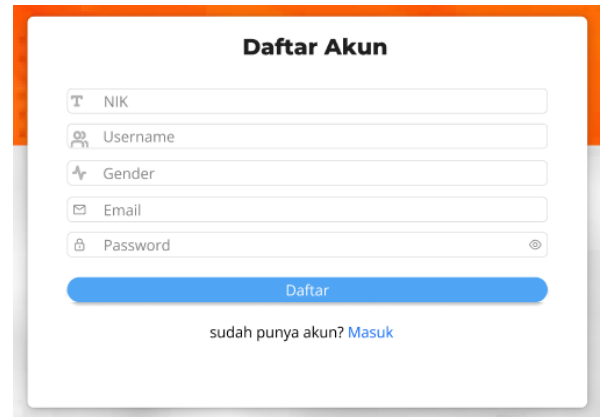 Daftar Akun
NIK
Username
Gender
Email
Password
Daftar
sudah punya akun? Masuk